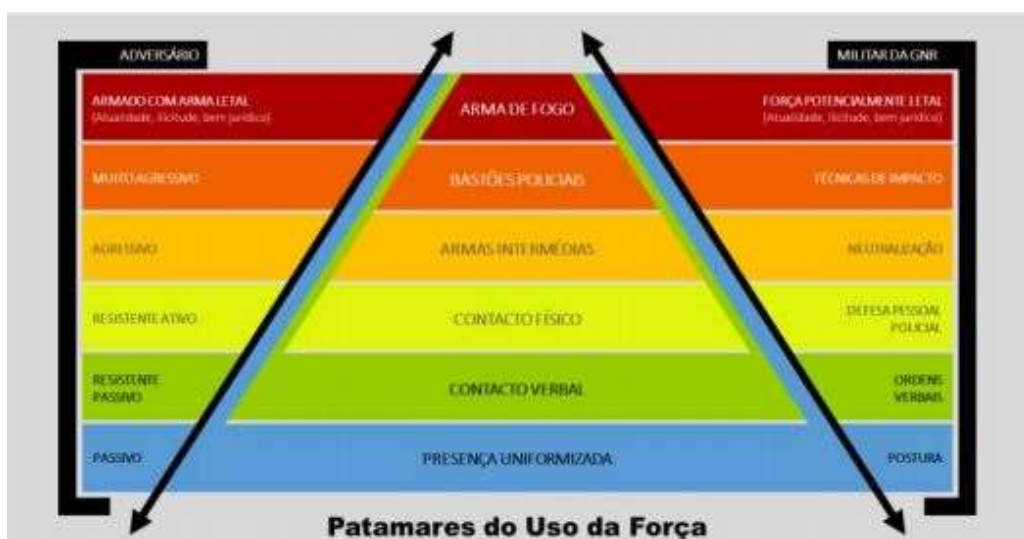 ADVERSÁRIO
MILITAR DA GNR
ARMADO COM ARMA LETAL
(Atualidade, ilicitude, bem jurídico)
ARMA DE FOGO
FORÇA POTENCIALMENTE LETAL
(Atualidade, ilicitude, bem jurídico)
MUITO AGRESSIVO
BASTÕES POLICIAIS
TÉCNICAS DE IMPACTO
AGRESSIVO
ARMAS INTERMÉDIAS
NEUTRALIZAÇÃO
RESISTENTE ATIVO
CONTACTO FÍSICO
DEFESA PESSOAL
POLICIAL
RESISTENTE
PASSIVO
CONTACTO VERBAL
ORDENS
VERBAIS
PASSIVO
PRESENÇA UNIFORMIZADA
POSTURA
Patamares do Uso da Força